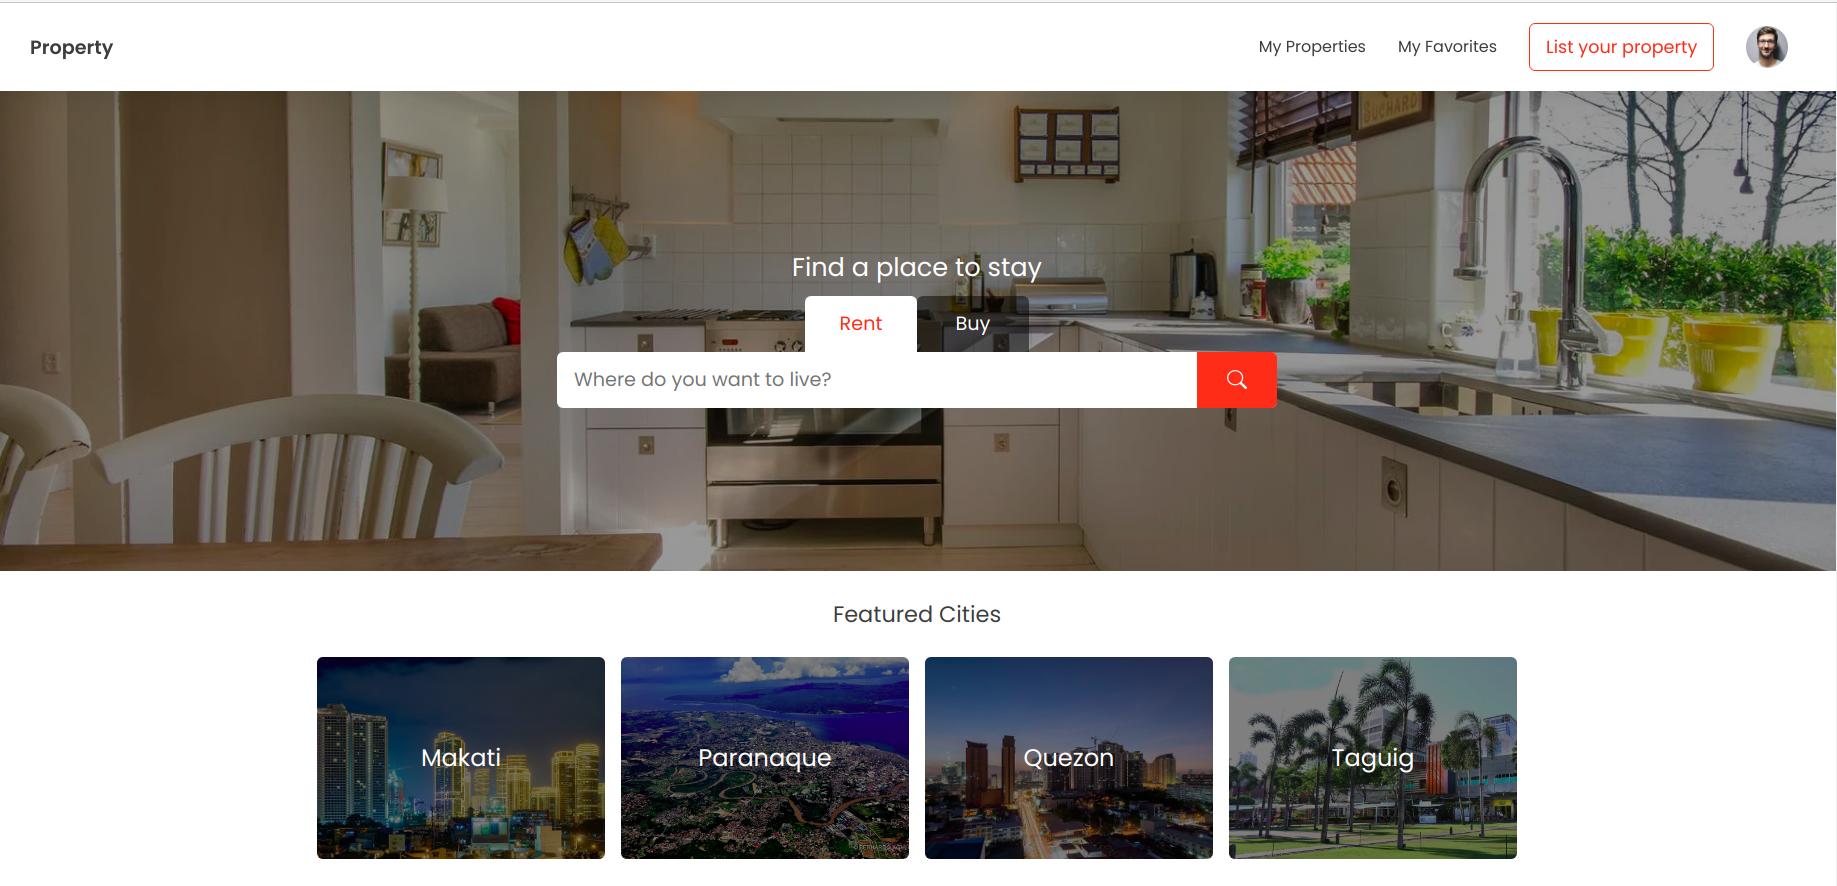 Property
My Properties
My Favorites
List your property
SUCHARD
Find a place to stay
Rent
Buy
Where do you want to live?
Featured Cities
Makati
Paranaque
Quezon
Taguig